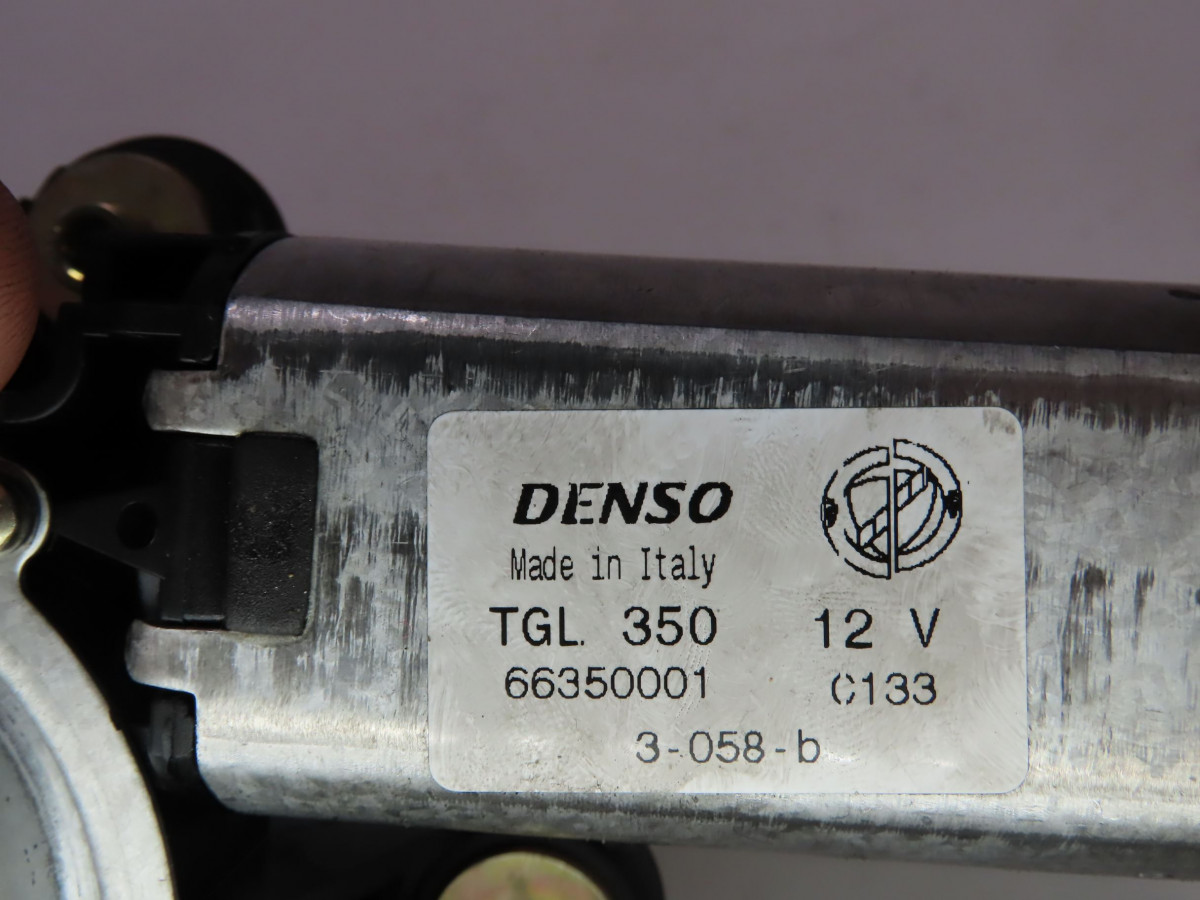 DENSO
Made in Italy
TGL. 350 12 V
66350001 C133
3-058-b